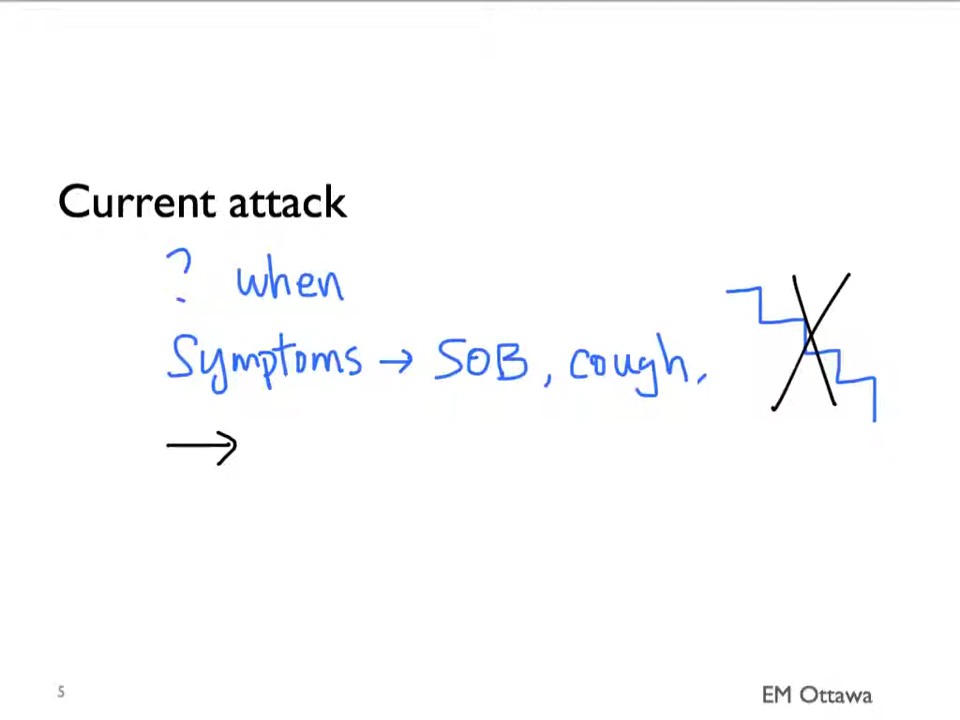 Current attack
? when
Symptoms → SOB, cough,
→
5
EM Ottawa